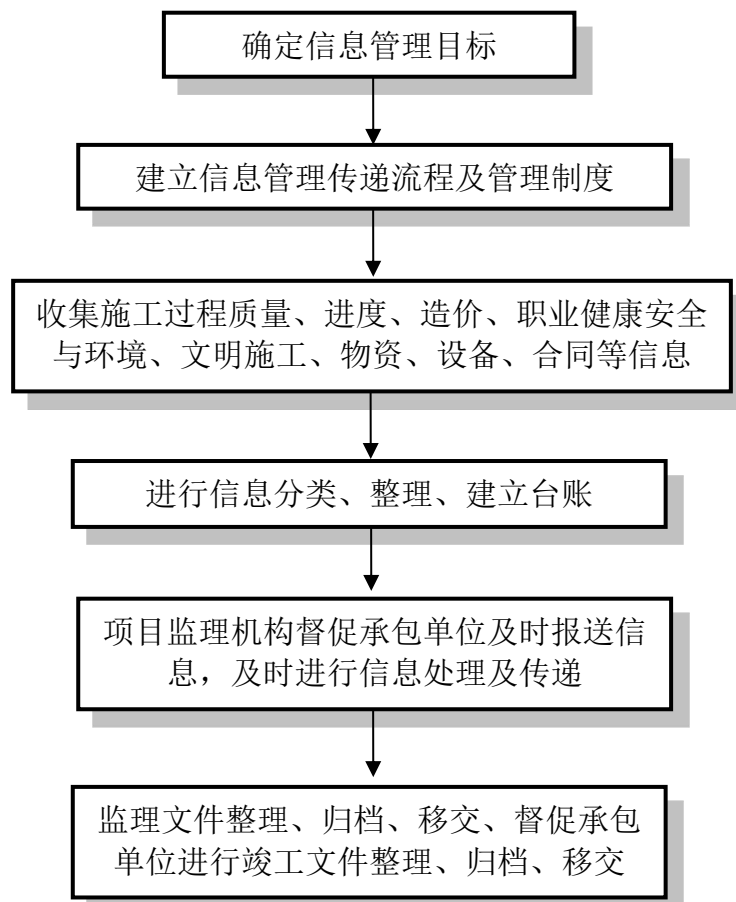 确定信息管理目标
建立信息管理传递流程及管理制度
收集施工过程质量、进度、造价、职业健康安全
与环境、文明施工、物资、设备、合同等信息
进行信息分类、整理、建立台账
项目监理机构督促承包单位及时报送信
息，及时进行信息处理及传递
监理文件整理、归档、移交、督促承包
单位进行竣工文件整理、归档、移交